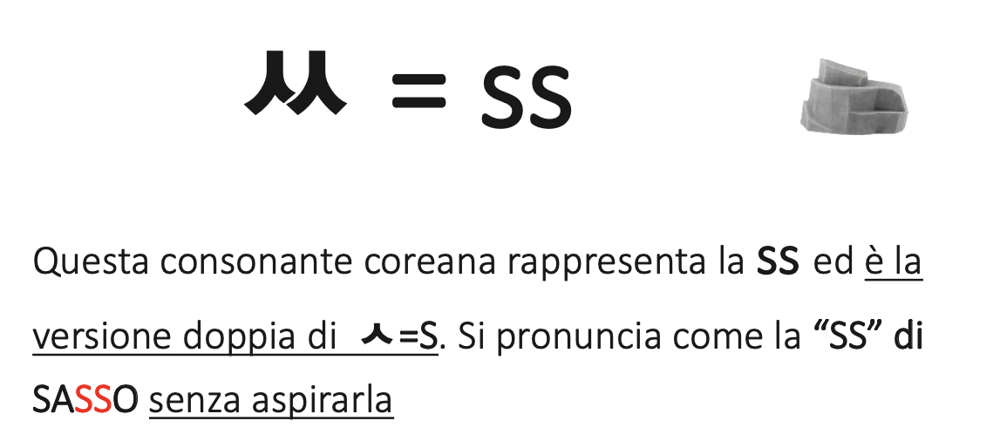 ㅆ = ss
Questa consonante coreana rappresenta la SS ed è la
versione doppia di ㅅ=S. Si pronuncia come la “SS” di
SASSO senza aspirarla